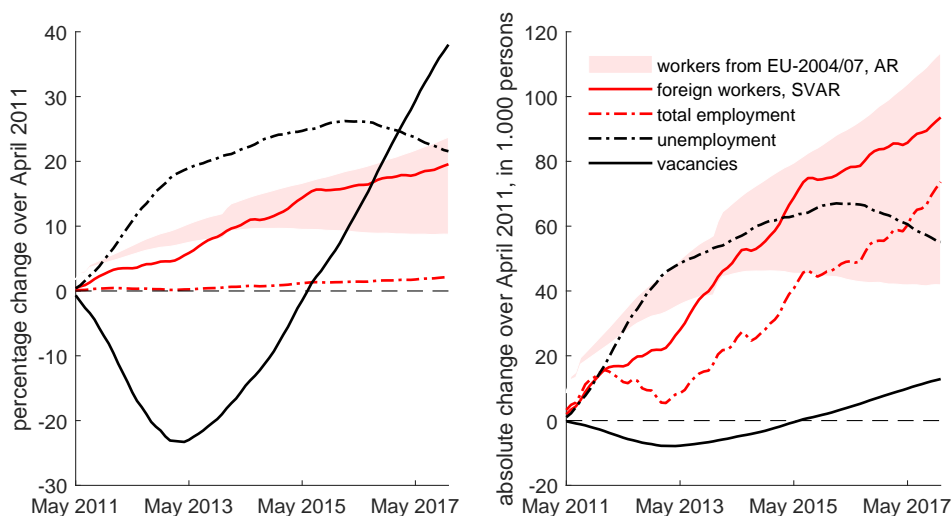 percentage change over April 2011
40
30
20
10
0
-10
-20
-30
May 2011
May 2013
May 2015
May 2017
absolute change over April 2011, in 1.000 persons
120
100
80
60
40
20
0
-20
May 2011
May 2013
May 2015
May 2017
workers from EU-2004/07, AR
foreign workers, SVAR
total employment
unemployment
vacancies